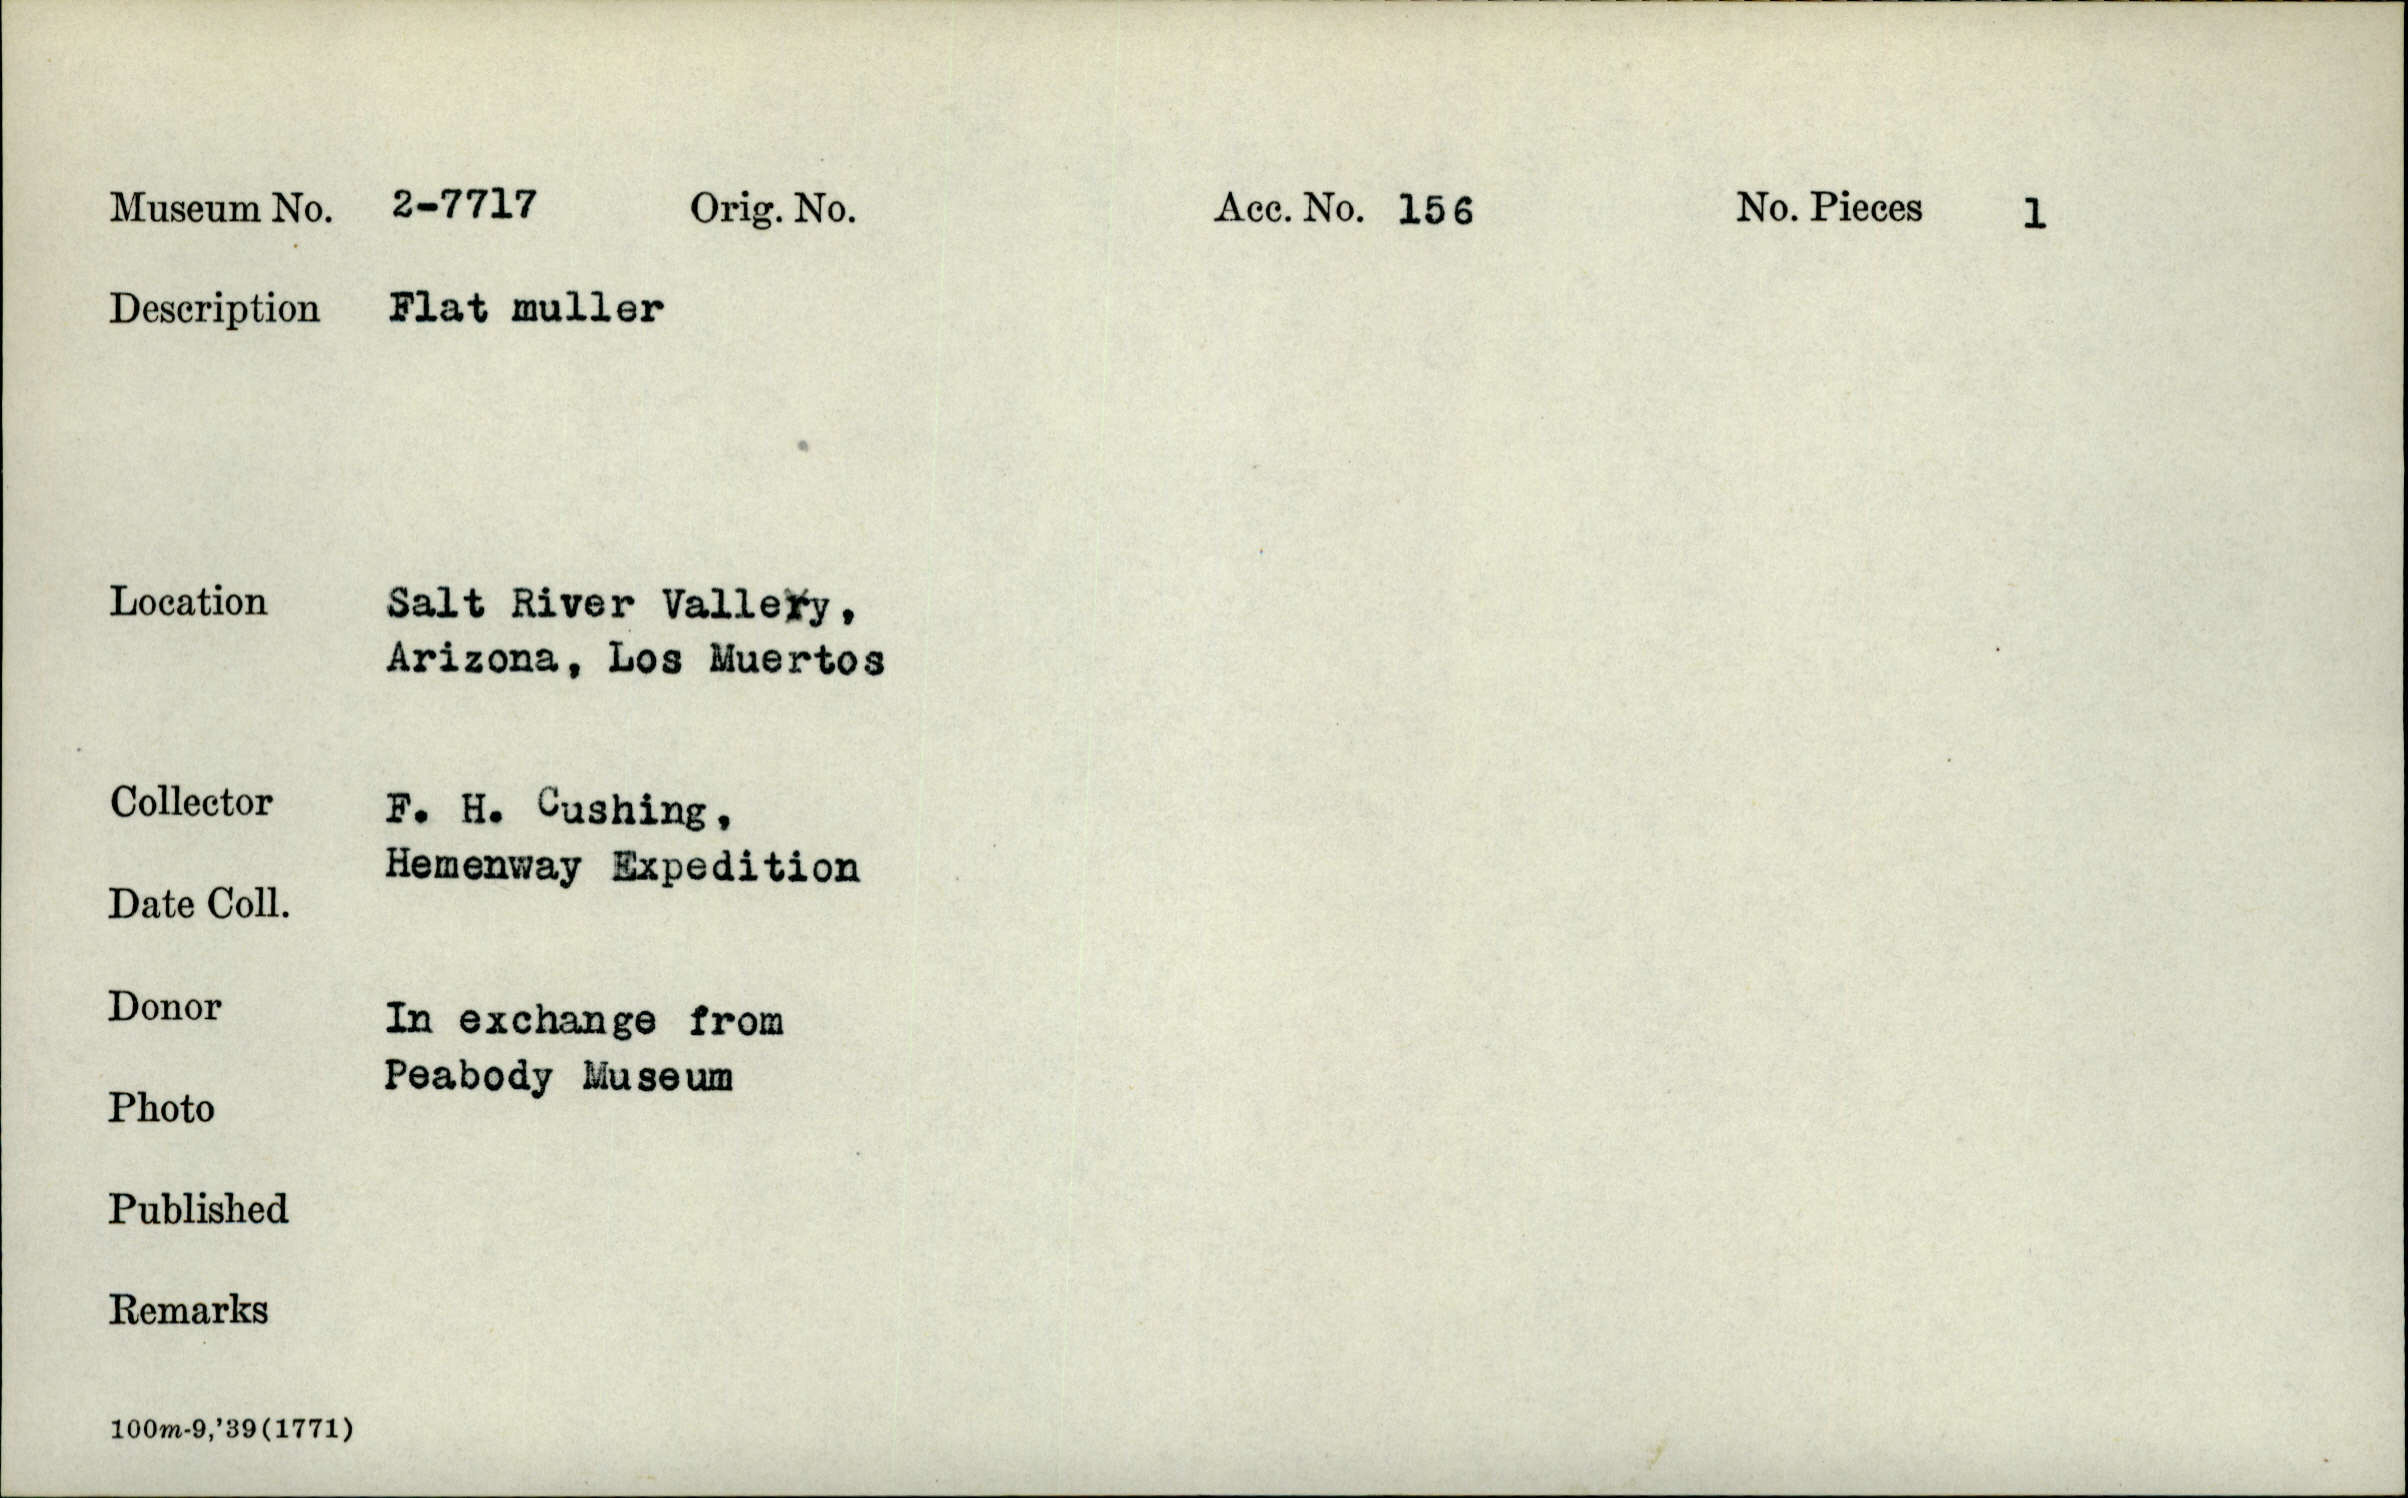 Museum No. 2-7717 Orig. No. Acc. No. 156 No. Pieces 1
Description Flat muller
Location Salt River Vallery,
Arizona, Los Muertos
Collector F. H. Cushing,
Hemenway Expedition
Date Coll.
Donor In exchange from
Peabody Museum
Photo
Published
Remarks
100m-9,'39(1771)